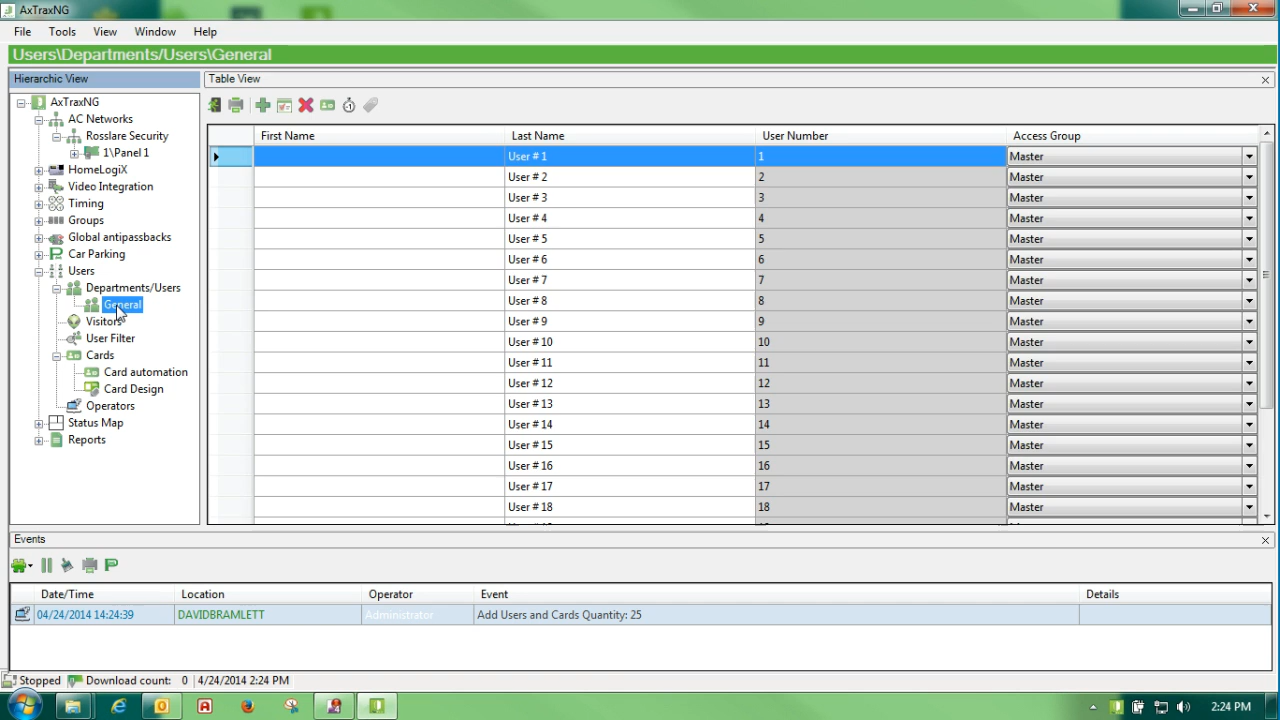 AxTraxNG
File Tools View Window Help
Users\Departments/Users\General
Hierarchic View
Table View
AxTraxNG
AC Networks
Rosslare Security
1\Panel 1
HomeLogiX
Video Integration
Timing
Groups
Global antipassbacks
Car Parking
Users
Departments/Users
General
Visitors
User Filter
Cards
Card automation
Card Design
Operators
Status Map
Reports
First Name Last Name User Number Access Group
User # 1 1 Master
User # 2 2 Master
User # 3 3 Master
User # 4 4 Master
User # 5 5 Master
User # 6 6 Master
User # 7 7 Master
User # 8 8 Master
User # 9 9 Master
User # 10 10 Master
User # 11 11 Master
User # 12 12 Master
User # 13 13 Master
User # 14 14 Master
User # 15 15 Master
User # 16 16 Master
User # 17 17 Master
User # 18 18 Master
Events
Date/Time Location Operator Event Details
04/24/2014 14:24:39 DAVIDBRAMLETT Administrator Add Users and Cards Quantity: 25
Stopped Download count: 0 4/24/2014 2:24 PM
2:24 PM